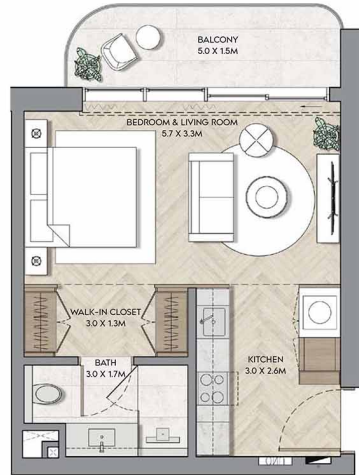 BALCONY
5.0 X 1.5M
BEDROOM & LIVING ROOM
5.7 X 3.3M
WALK-IN CLOSET
3.0 X 1.3M
BATH
3.0 X 1.7M
KITCHEN
3.0 X 2.6M